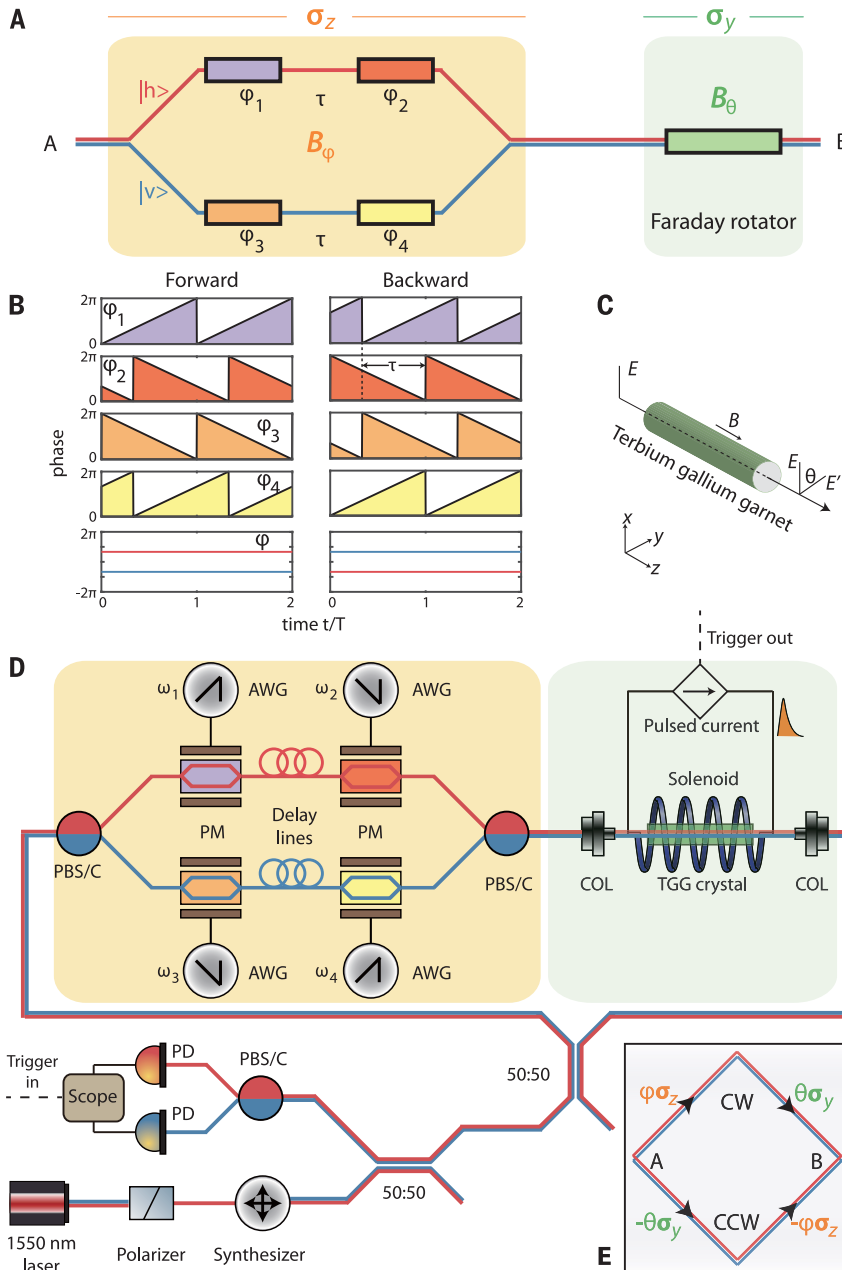 A
σz
σy
|h>
φ1
τ
φ2
A
Bφ
Bθ
B
|v>
φ3
τ
φ4
Faraday rotator
B
Forward
Backward
C
phase
2π
φ1
0
2π
φ2
τ
0
2π
φ3
0
2π
φ4
0
2π
φ
-2π
0
1
2
0
1
2
time t/T
E
B
Terbium gallium garnet
E
θ
E'
x
y
z
D
ω1
AWG
ω2
AWG
Trigger out
Pulsed current
Solenoid
PM
Delay
lines
PM
PBS/C
PBS/C
COL
TGG crystal
COL
ω3
AWG
ω4
AWG
Trigger
in
Scope
PD
PD
PBS/C
50:50
50:50
1550 nm
laser
Polarizer
Synthesizer
φσz
θσy
CW
A
B
CCW
-θσy
-φσz
E